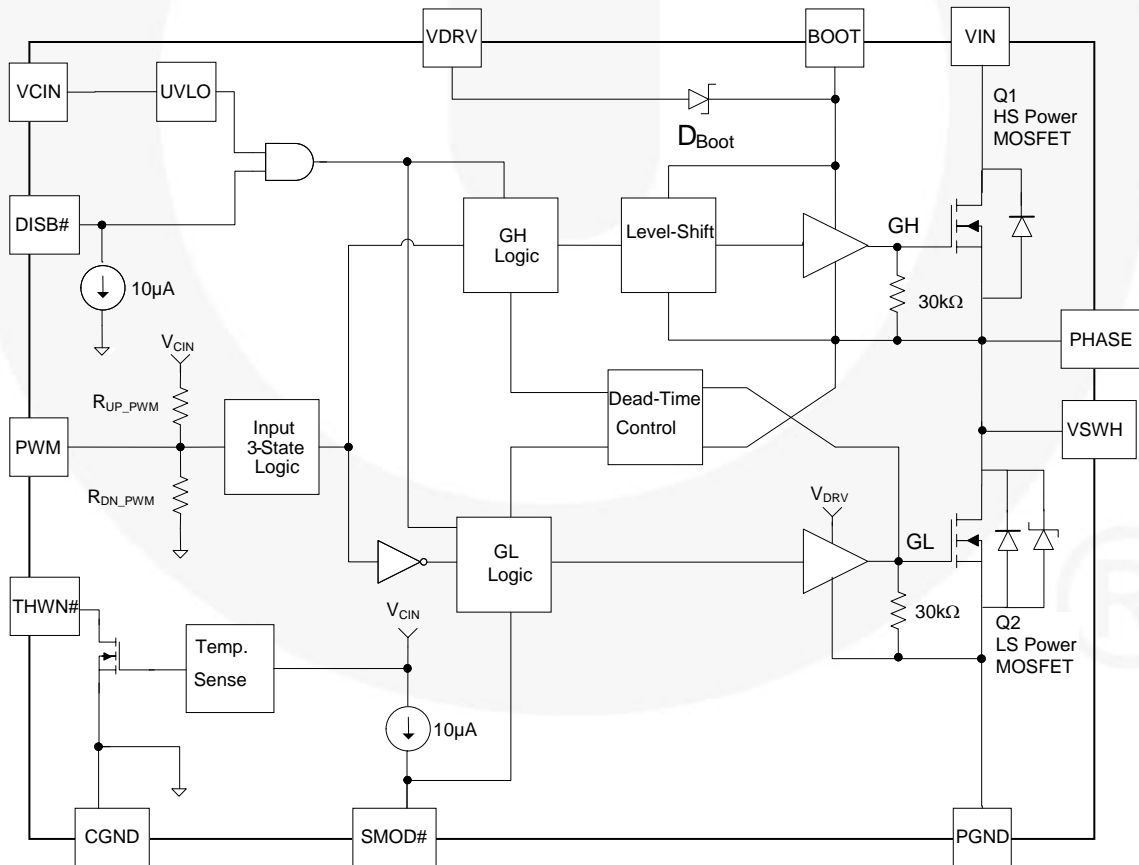 VDRV
BOOT
VIN
VCIN
UVLO
Q1
HS Power
MOSFET
DBoot
DISB#
GH
Logic
Level-Shift
GH
10µA
30kΩ
VCIN
PHASE
RUP_PWM
Dead-Time
Control
PWM
Input
3-State
Logic
VSWH
RDN_PWM
VDRV
GL
Logic
GL
THWN#
VCIN
30kΩ
Q2
LS Power
MOSFET
Temp.
Sense
10µA
CGND
SMOD#
PGND
®